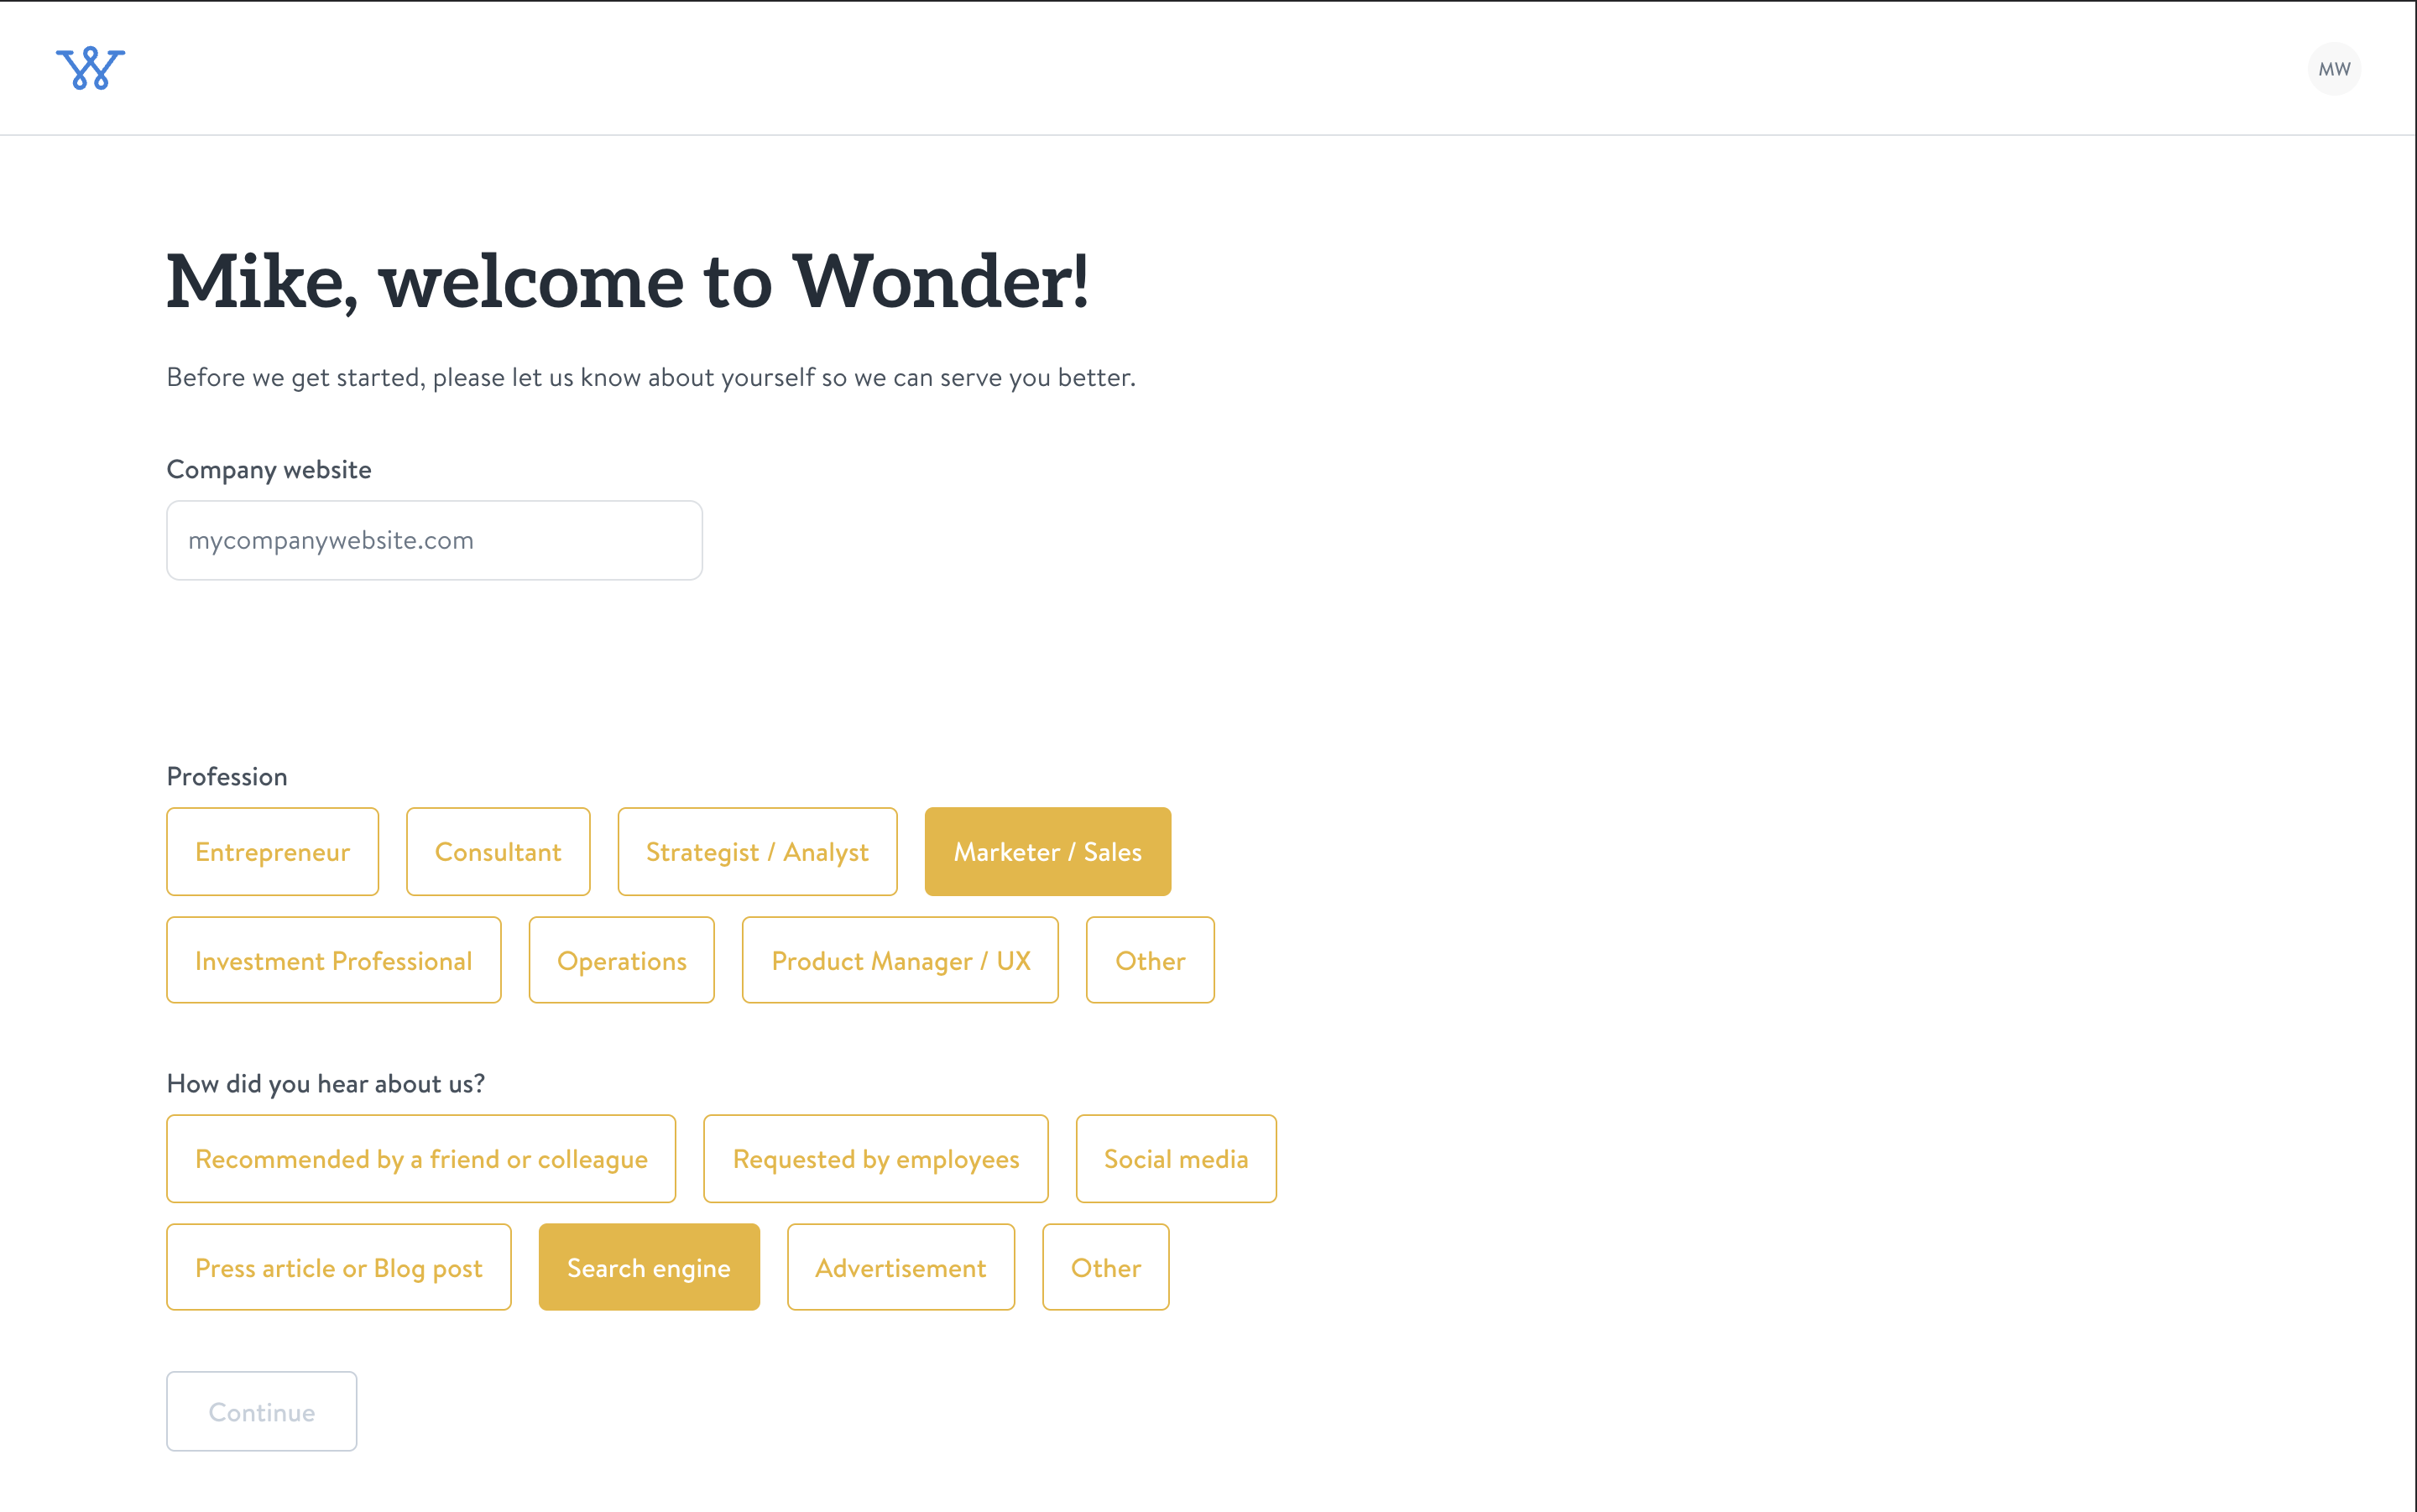 W
MW
Mike, welcome to Wonder!
Before we get started, please let us know about yourself so we can serve you better.
Company website
mycompanywebsite.com
Profession
Entrepreneur Consultant Strategist / Analyst Marketer / Sales
Investment Professional Operations Product Manager / UX Other
How did you hear about us?
Recommended by a friend or colleague Requested by employees Social media
Press article or Blog post Search engine Advertisement Other
Continue